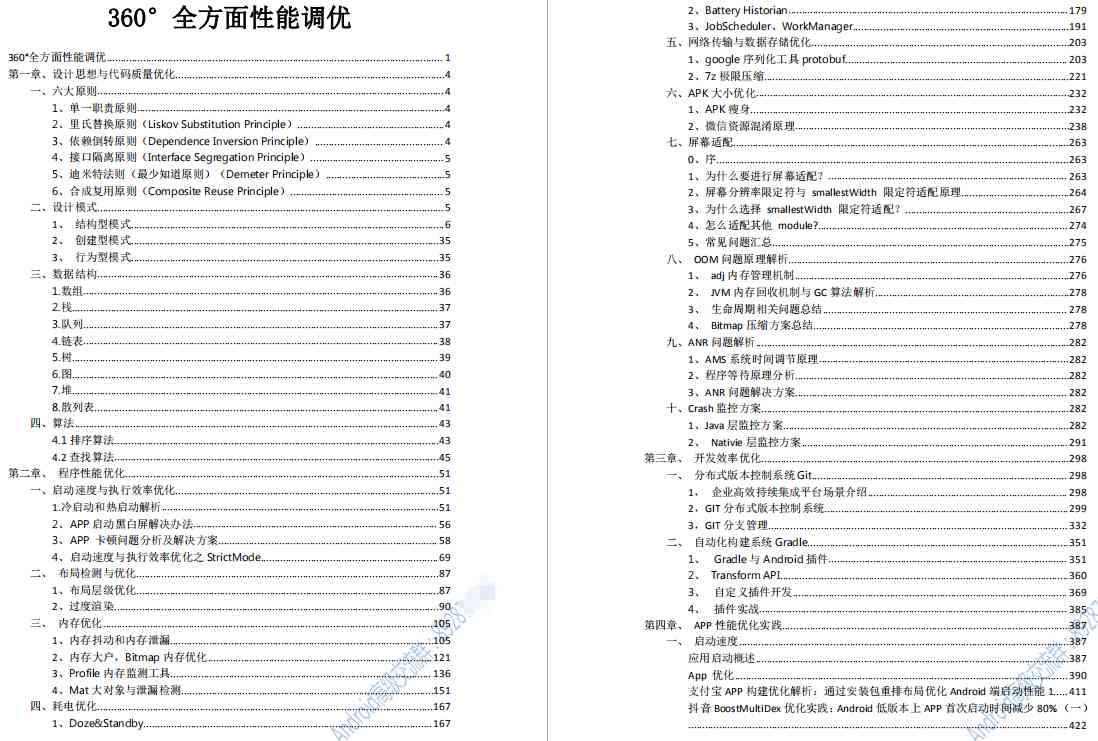 360°全方面性能调优
360°全方面性能调优 1
第一章、设计思想与代码质量优化 4
一、六大原则 4
1、单一职责原则 4
2、里氏替换原则（Liskov Substitution Principle） 4
3、依赖倒转原则（Dependence Inversion Principle） 4
4、接口隔离原则（Interface Segregation Principle） 5
5、迪米特法则（最少知道原则）（Demeter Principle） 5
6、合成复用原则（Composite Reuse Principle） 5
二、设计模式 5
1、 结构型模式 6
2、 创建型模式 35
3、 行为型模式 35
三、数据结构 36
1.数组 36
2.栈 37
3.队列 37
4.链表 38
5.树 39
6.图 40
7.堆 41
8.散列表 41
四、算法 43
4.1 排序算法 43
4.2 查找算法 45
第二章、 程序性能优化 51
一、启动速度与执行效率优化 51
1.冷启动和热启动解析 51
2、APP 启动黑白屏解决办法 56
3、APP 卡顿问题分析及解决方案 58
4、启动速度与执行效率优化之 StrictMode 69
二、 布局检测与优化 87
1、布局层级优化 87
2、过度渲染 90
三、 内存优化 105
1、内存抖动和内存泄漏 105
2、内存大户，Bitmap 内存优化 121
3、Profile 内存监测工具 136
4、Mat 大对象与泄漏检测 151
四、耗电优化 167
1、Doze&Standby 167
2、Battery Historian 179
3、JobScheduler、WorkManager 191
五、网络传输与数据存储优化 203
1、google 序列化工具 protobuf 203
2、7z 极限压缩 221
六、APK 大小优化 232
1、APK 瘦身 232
2、微信资源混淆原理 238
七、屏幕适配 263
0、序 263
1、为什么要进行屏幕适配？ 263
2、屏幕分辨率限定符与 smallestWidth 限定符适配原理 264
3、为什么选择 smallestWidth 限定符适配？ 267
4、怎么适配其他 module? 274
5、常见问题汇总 275
八、 OOM 问题原理解析 276
1、 adj 内存管理机制 276
2、 JVM 内存回收机制与 GC 算法解析 278
3、 生命周期相关问题总结 278
4、 Bitmap 压缩方案总结 278
九、ANR 问题解析 282
1、AMS 系统时间调节原理 282
2、程序等待原理分析 282
3、ANR 问题解决方案 282
十、Crash 监控方案 282
1、Java 层监控方案 282
2、 Nativie 层监控方案 291
第三章、 开发效率优化 298
一、 分布式版本控制系统 Git 298
1， 企业高效持续集成平台场景介绍 298
2，GIT 分布式版本控制系统 299
3，GIT 分支管理 332
二、 自动化构建系统 Gradle 351
1、 Gradle 与 Android 插件 351
2、 Transform API 360
3、 自定义插件开发 369
4、 插件实战 385
第四章、 APP 性能优化实践 387
一、 启动速度 387
应用启动概述 387
App 优化 390
支付宝 APP 构建优化解析：通过安装包重排布局优化 Android 端启动性能 1 411
抖音 BoostMultiDex 优化实践：Android 低版本上 APP 首次启动时间减少 80%（一）
422
Android高级交流群：89287
Android高级交流群：892